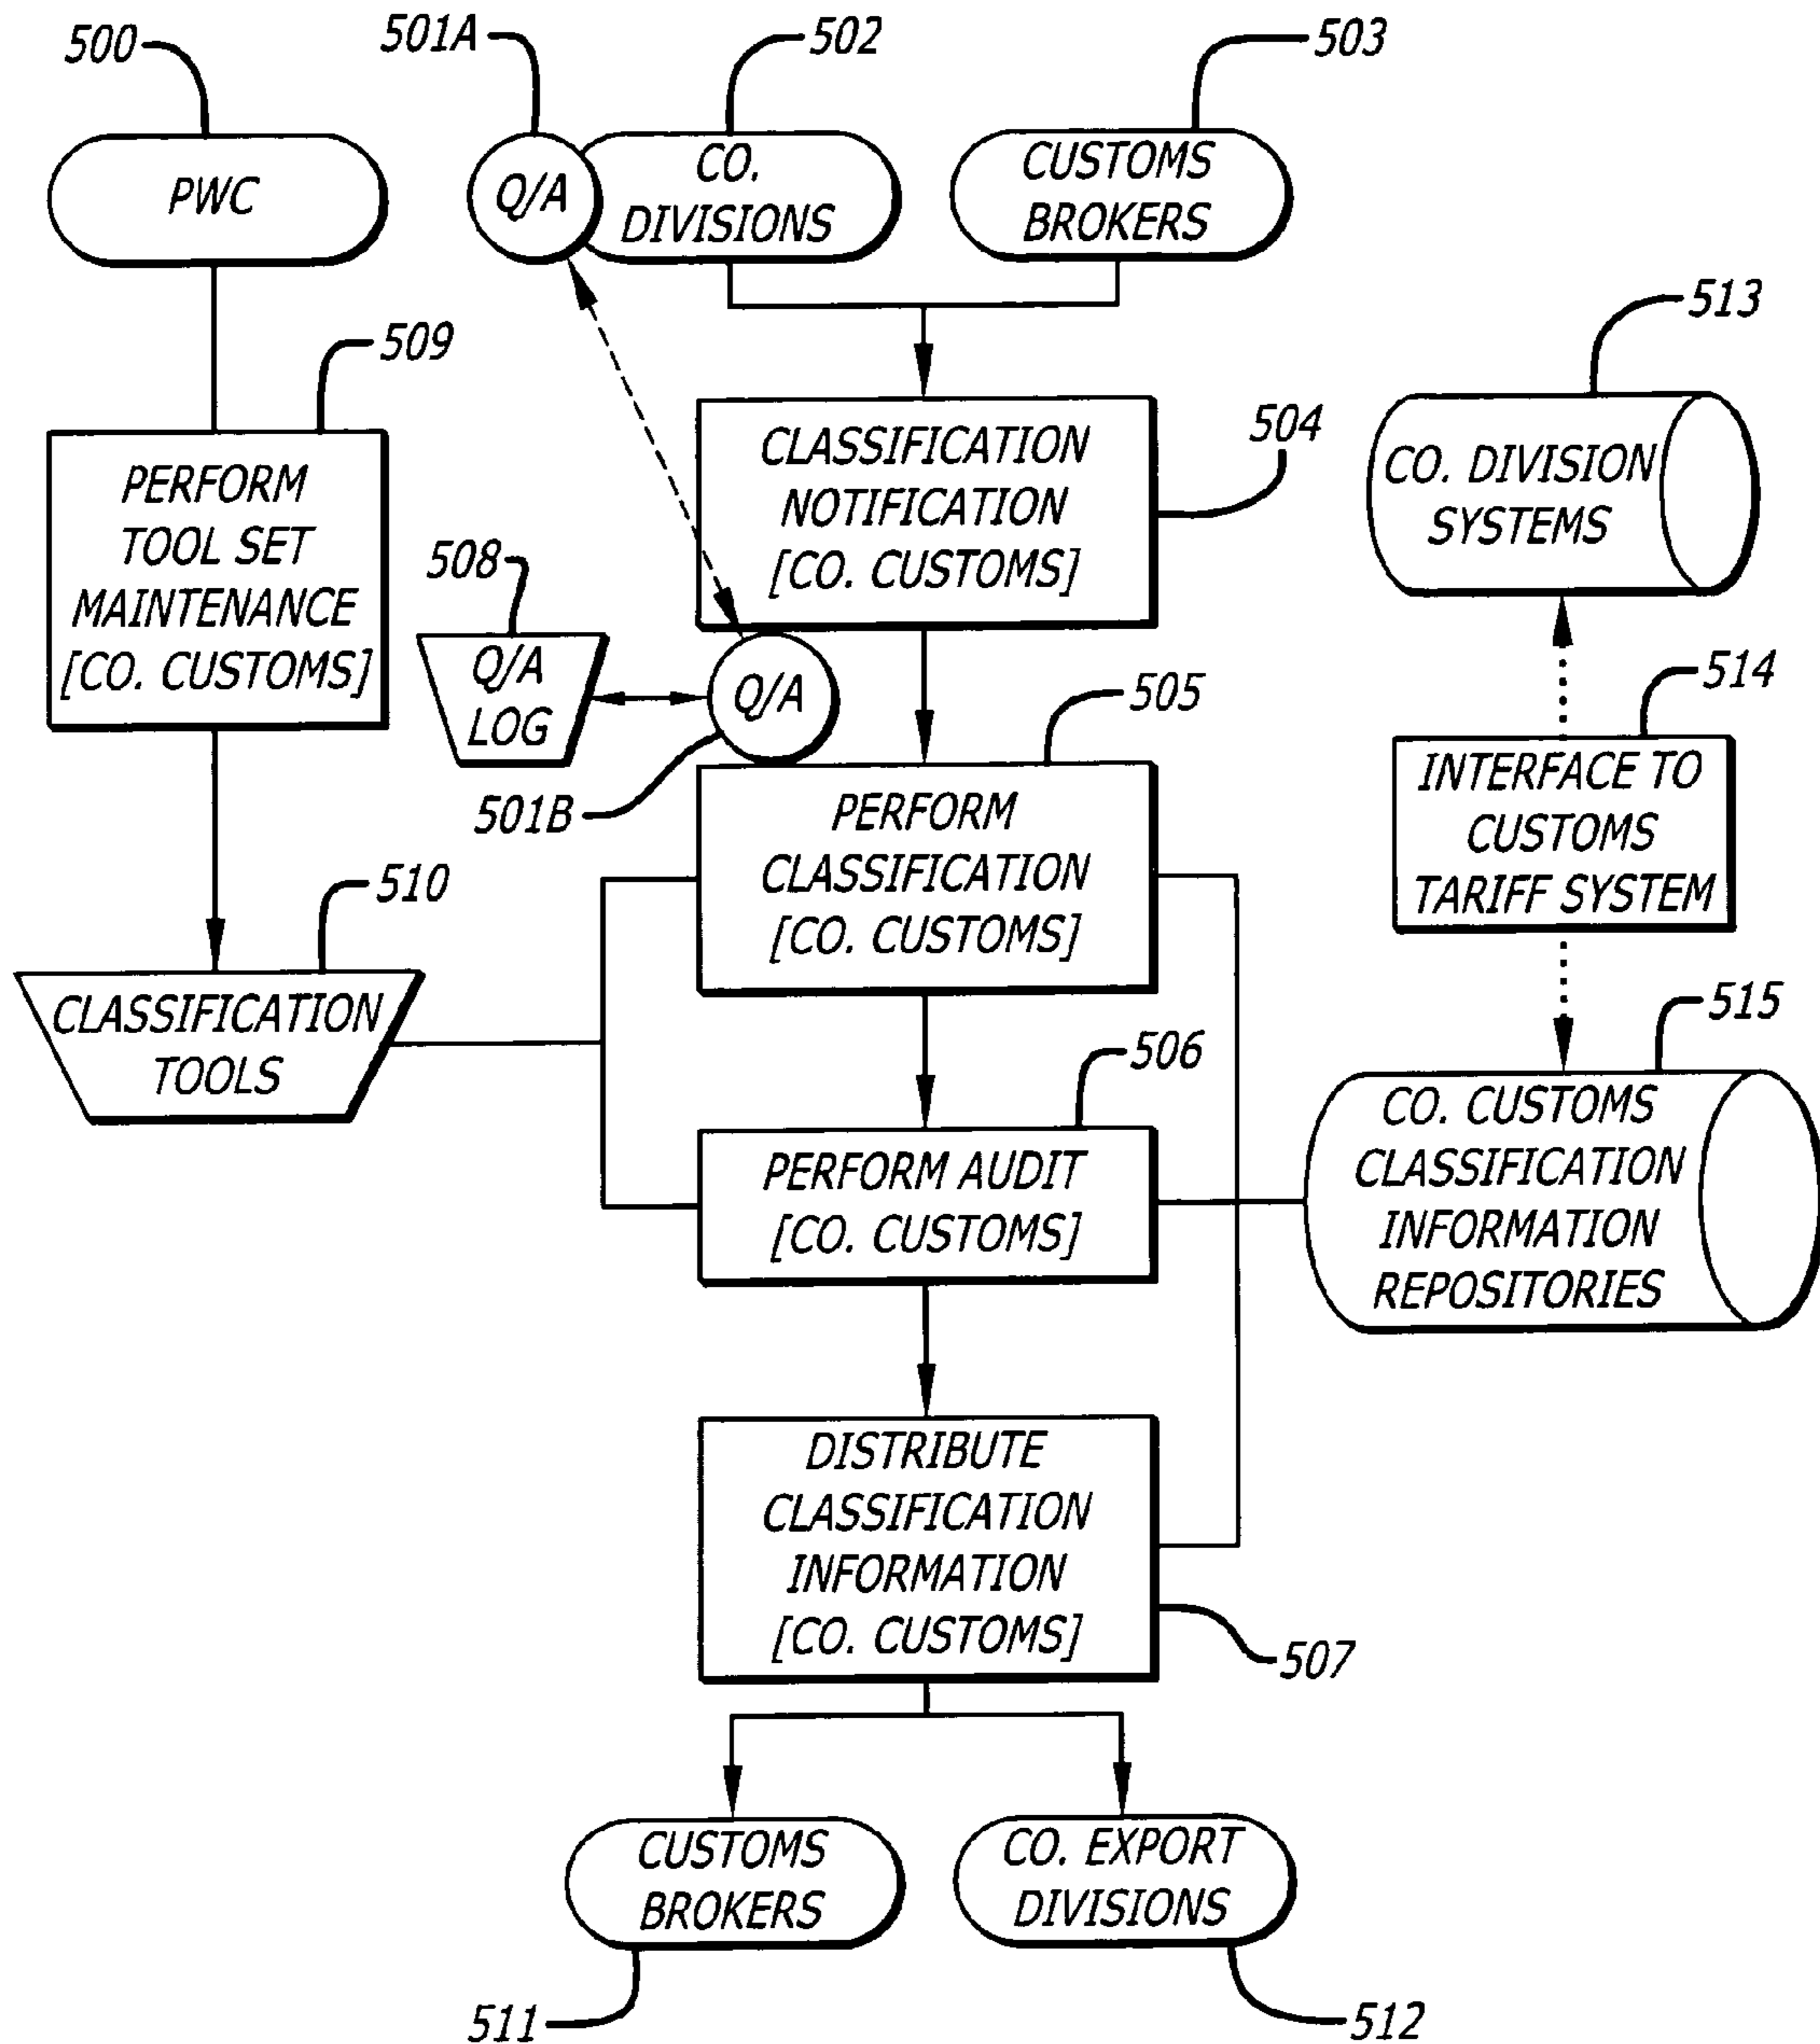 500
501A
502
503
PWC
Q/A
CO.
DIVISIONS
CUSTOMS
BROKERS
509
PERFORM
TOOL SET
MAINTENANCE
[CO. CUSTOMS]
CLASSIFICATION
NOTIFICATION
[CO. CUSTOMS]
504
513
CO. DIVISION
SYSTEMS
508
Q/A
LOG
Q/A
501B
505
PERFORM
CLASSIFICATION
[CO. CUSTOMS]
514
INTERFACE TO
CUSTOMS
TARIFF SYSTEM
510
CLASSIFICATION
TOOLS
506
PERFORM AUDIT
[CO. CUSTOMS]
515
CO. CUSTOMS
CLASSIFICATION
INFORMATION
REPOSITORIES
DISTRIBUTE
CLASSIFICATION
INFORMATION
[CO. CUSTOMS]
507
CUSTOMS
BROKERS
CO. EXPORT
DIVISIONS
511
512